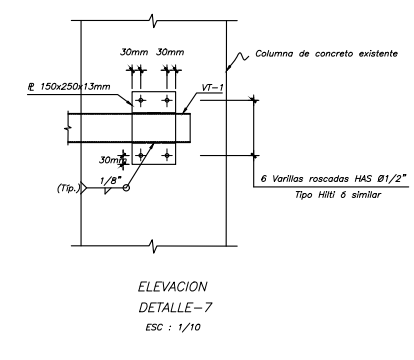 30mm 30mm
Columna de concreto existente
PL 150x250x13mm
VT-1
30mm
(Tip.) 1/8"
6 Varillas roscadas HAS Ø1/2"
Tipo Hilti 6 similar
ELEVACION
DETALLE-7
ESC : 1/10